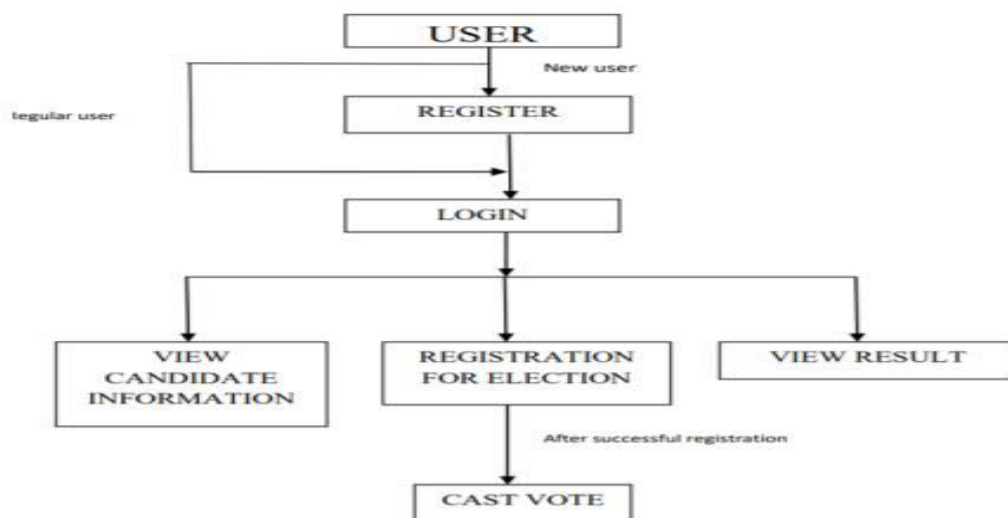 USER
New user
REGISTER
legular user
LOGIN
VIEW
CANDIDATE
INFORMATION
REGISTRATION
FOR ELECTION
VIEW RESULT
After successful registration
CAST VOTE